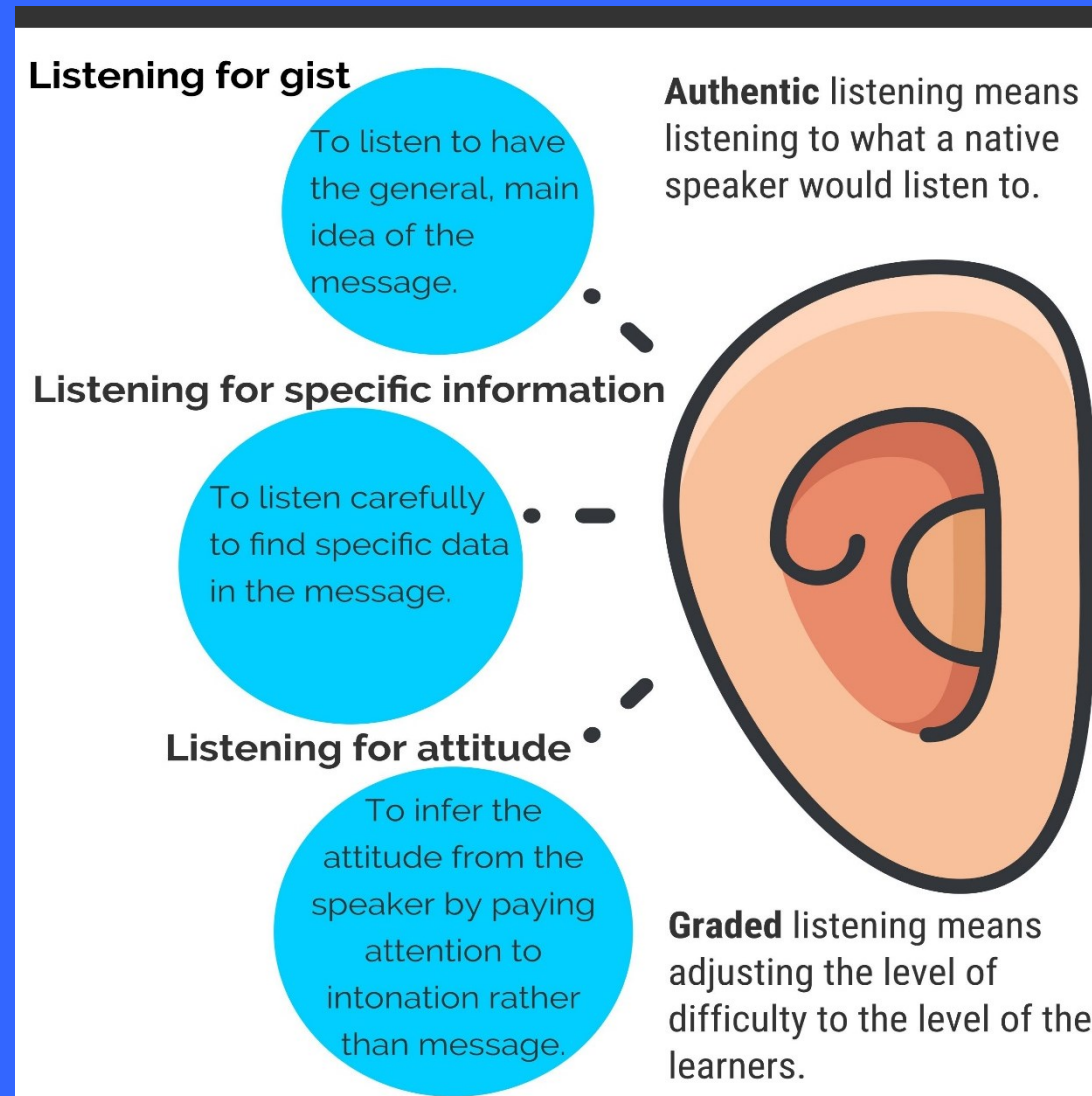 Listening for gist
To listen to have
the general, main
idea of the
message.
Authentic listening means
listening to what a native
speaker would listen to.
Listening for specific information
To listen carefully
to find specific data
in the message.
Listening for attitude
To infer the
attitude from the
speaker by paying
attention to
intonation rather
than message.
Graded listening means
adjusting the level of
difficulty to the level of the
learners.